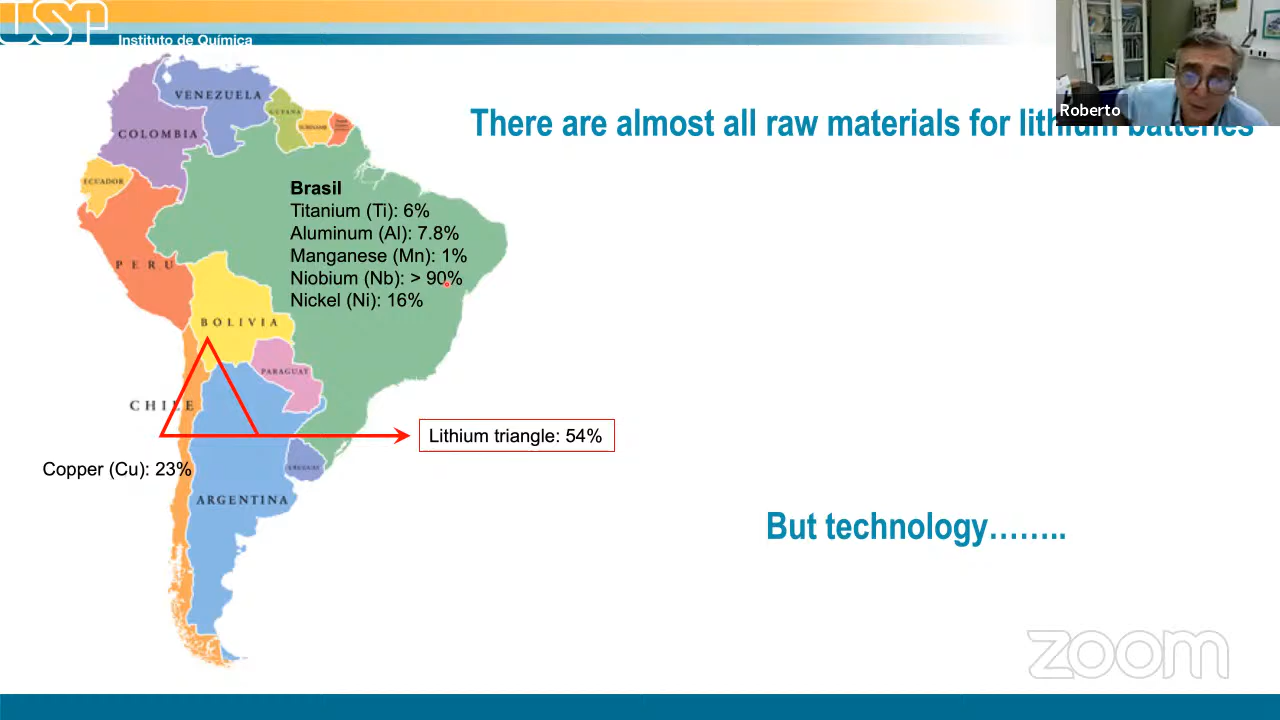 USP
Instituto de Química
Roberto
There are almost all raw materials for lithium batteries
VENEZUELA
GUYANA
COLOMBIA
ECUADOR
Brasil
Titanium (Ti): 6%
Aluminum (Al): 7.8%
Manganese (Mn): 1%
Niobium (Nb): > 90%
Nickel (Ni): 16%
PERU
BOLIVIA
PARAGUAY
CHILE
Lithium triangle: 54%
Copper (Cu): 23%
URUGUAY
ARGENTINA
But technology……..
zoom